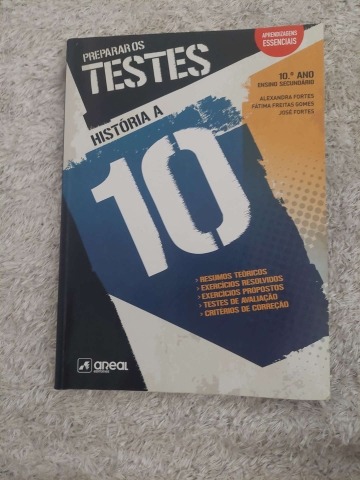 PREPARAR OS
TESTES
APRENDIZAGENS
ESSENCIAIS
10.º ANO
ENSINO SECUNDÁRIO
ALEXANDRA FORTES
FÁTIMA FREITAS GOMES
JOSÉ FORTES
HISTÓRIA A
10
> RESUMOS TEÓRICOS
> EXERCÍCIOS RESOLVIDOS
> EXERCÍCIOS PROPOSTOS
> TESTES DE AVALIAÇÃO
> CRITÉRIOS DE CORREÇÃO
areal
editores